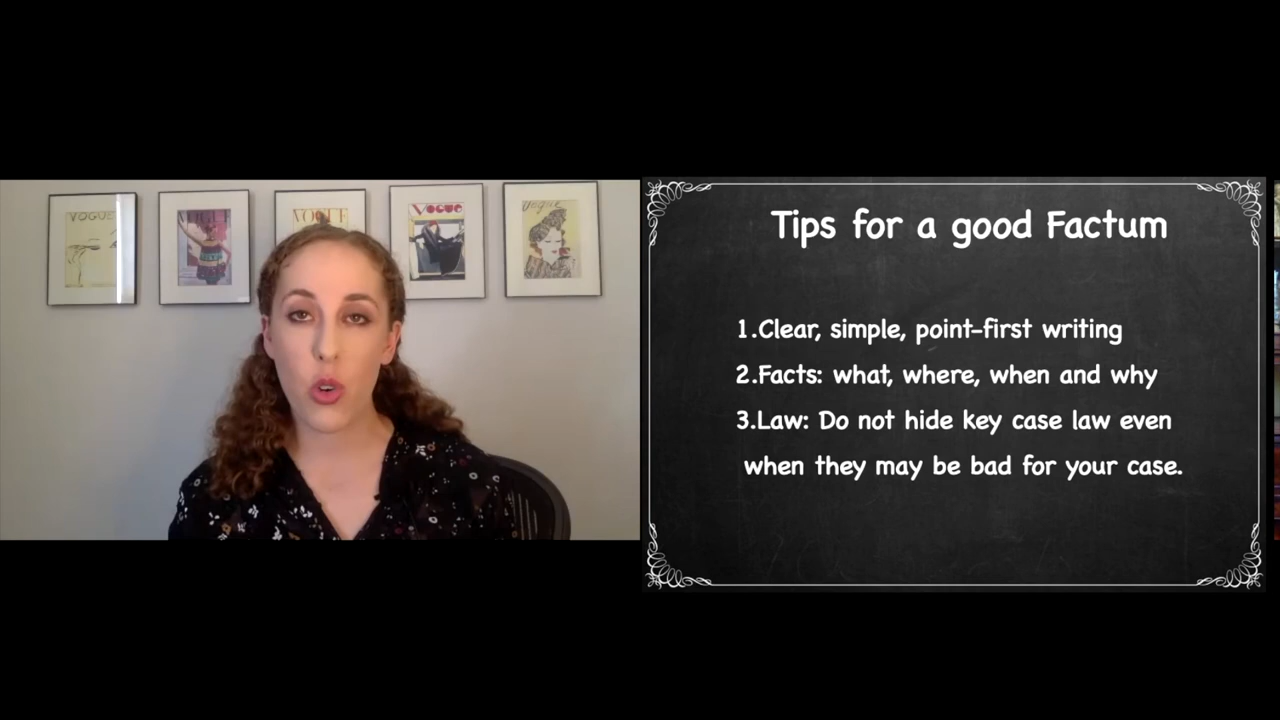 VOGUE
VOGUE
VOGUE
VOGUE
Vogue
Tips for a good Factum
1.Clear, simple, point-first writing
2.Facts: what, where, when and why
3.Law: Do not hide key case law even
when they may be bad for your case.